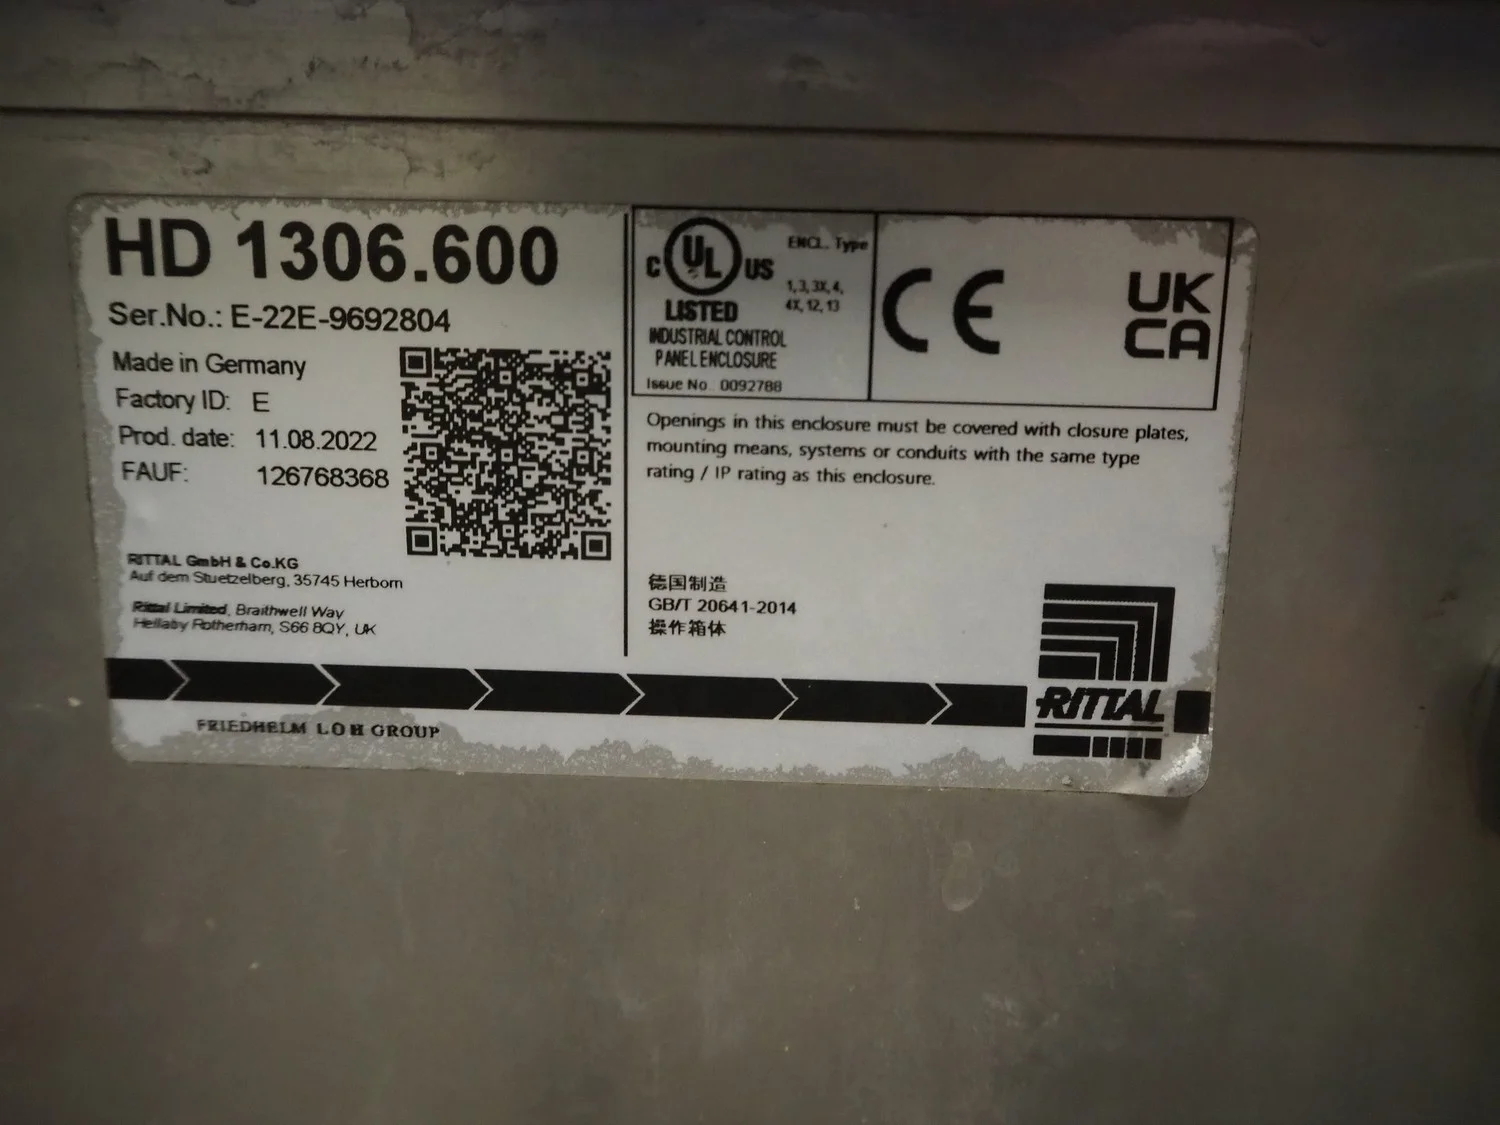 HD 1306.600
Ser.No.: E-22E-9692804
Made in Germany
Factory ID: E
Prod. date: 11.08.2022
FAUF: 126768368
RITTAL GmbH & Co.KG
Auf dem Stuetzelberg, 35745 Herborn
Rittal Limited, Braithwell Way
Hellaby Rotherham, S66 8QY, UK
FRIEDHELM LOH GROUP
C UL US
LISTED
ENCL. Type
1, 3, 3X, 4,
4X, 12, 13
INDUSTRIAL CONTROL
PANEL ENCLOSURE
Issue No. 0092788
CE
UK
CA
Openings in this enclosure must be covered with closure plates,
mounting means, systems or conduits with the same type
rating / IP rating as this enclosure.
德国制造
GB/T 20641-2014
操作箱体
RITTAL